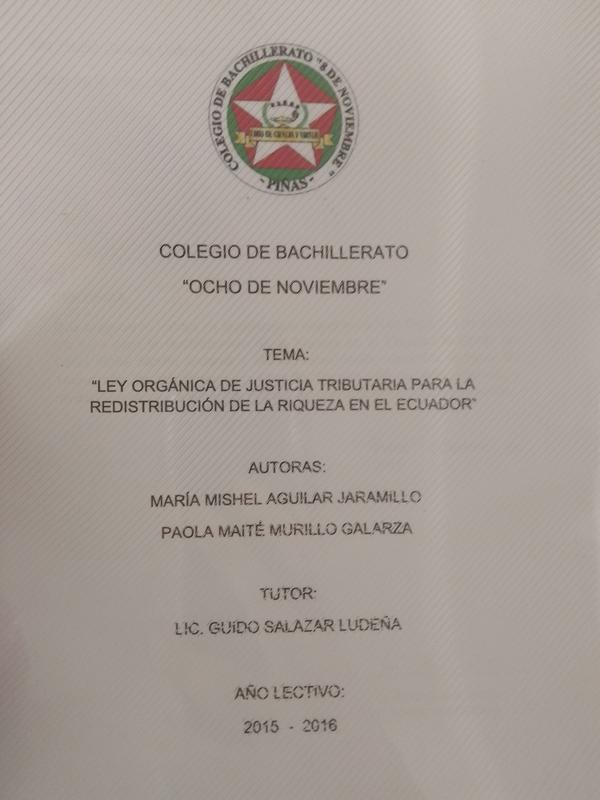 COLEGIO DE BACHILLERATO "8 DE NOVIEMBRE"
- PIÑAS -
COLEGIO DE BACHILLERATO
"OCHO DE NOVIEMBRE"
TEMA:
"LEY ORGÁNICA DE JUSTICIA TRIBUTARIA PARA LA
REDISTRIBUCIÓN DE LA RIQUEZA EN EL ECUADOR"
AUTORAS:
MARÍA MISHEL AGUILAR JARAMILLO
PAOLA MAITÉ MURILLO GALARZA
TUTOR:
LIC. GUIDO SALAZAR LUDEÑA
AÑO LECTIVO:
2015 - 2016